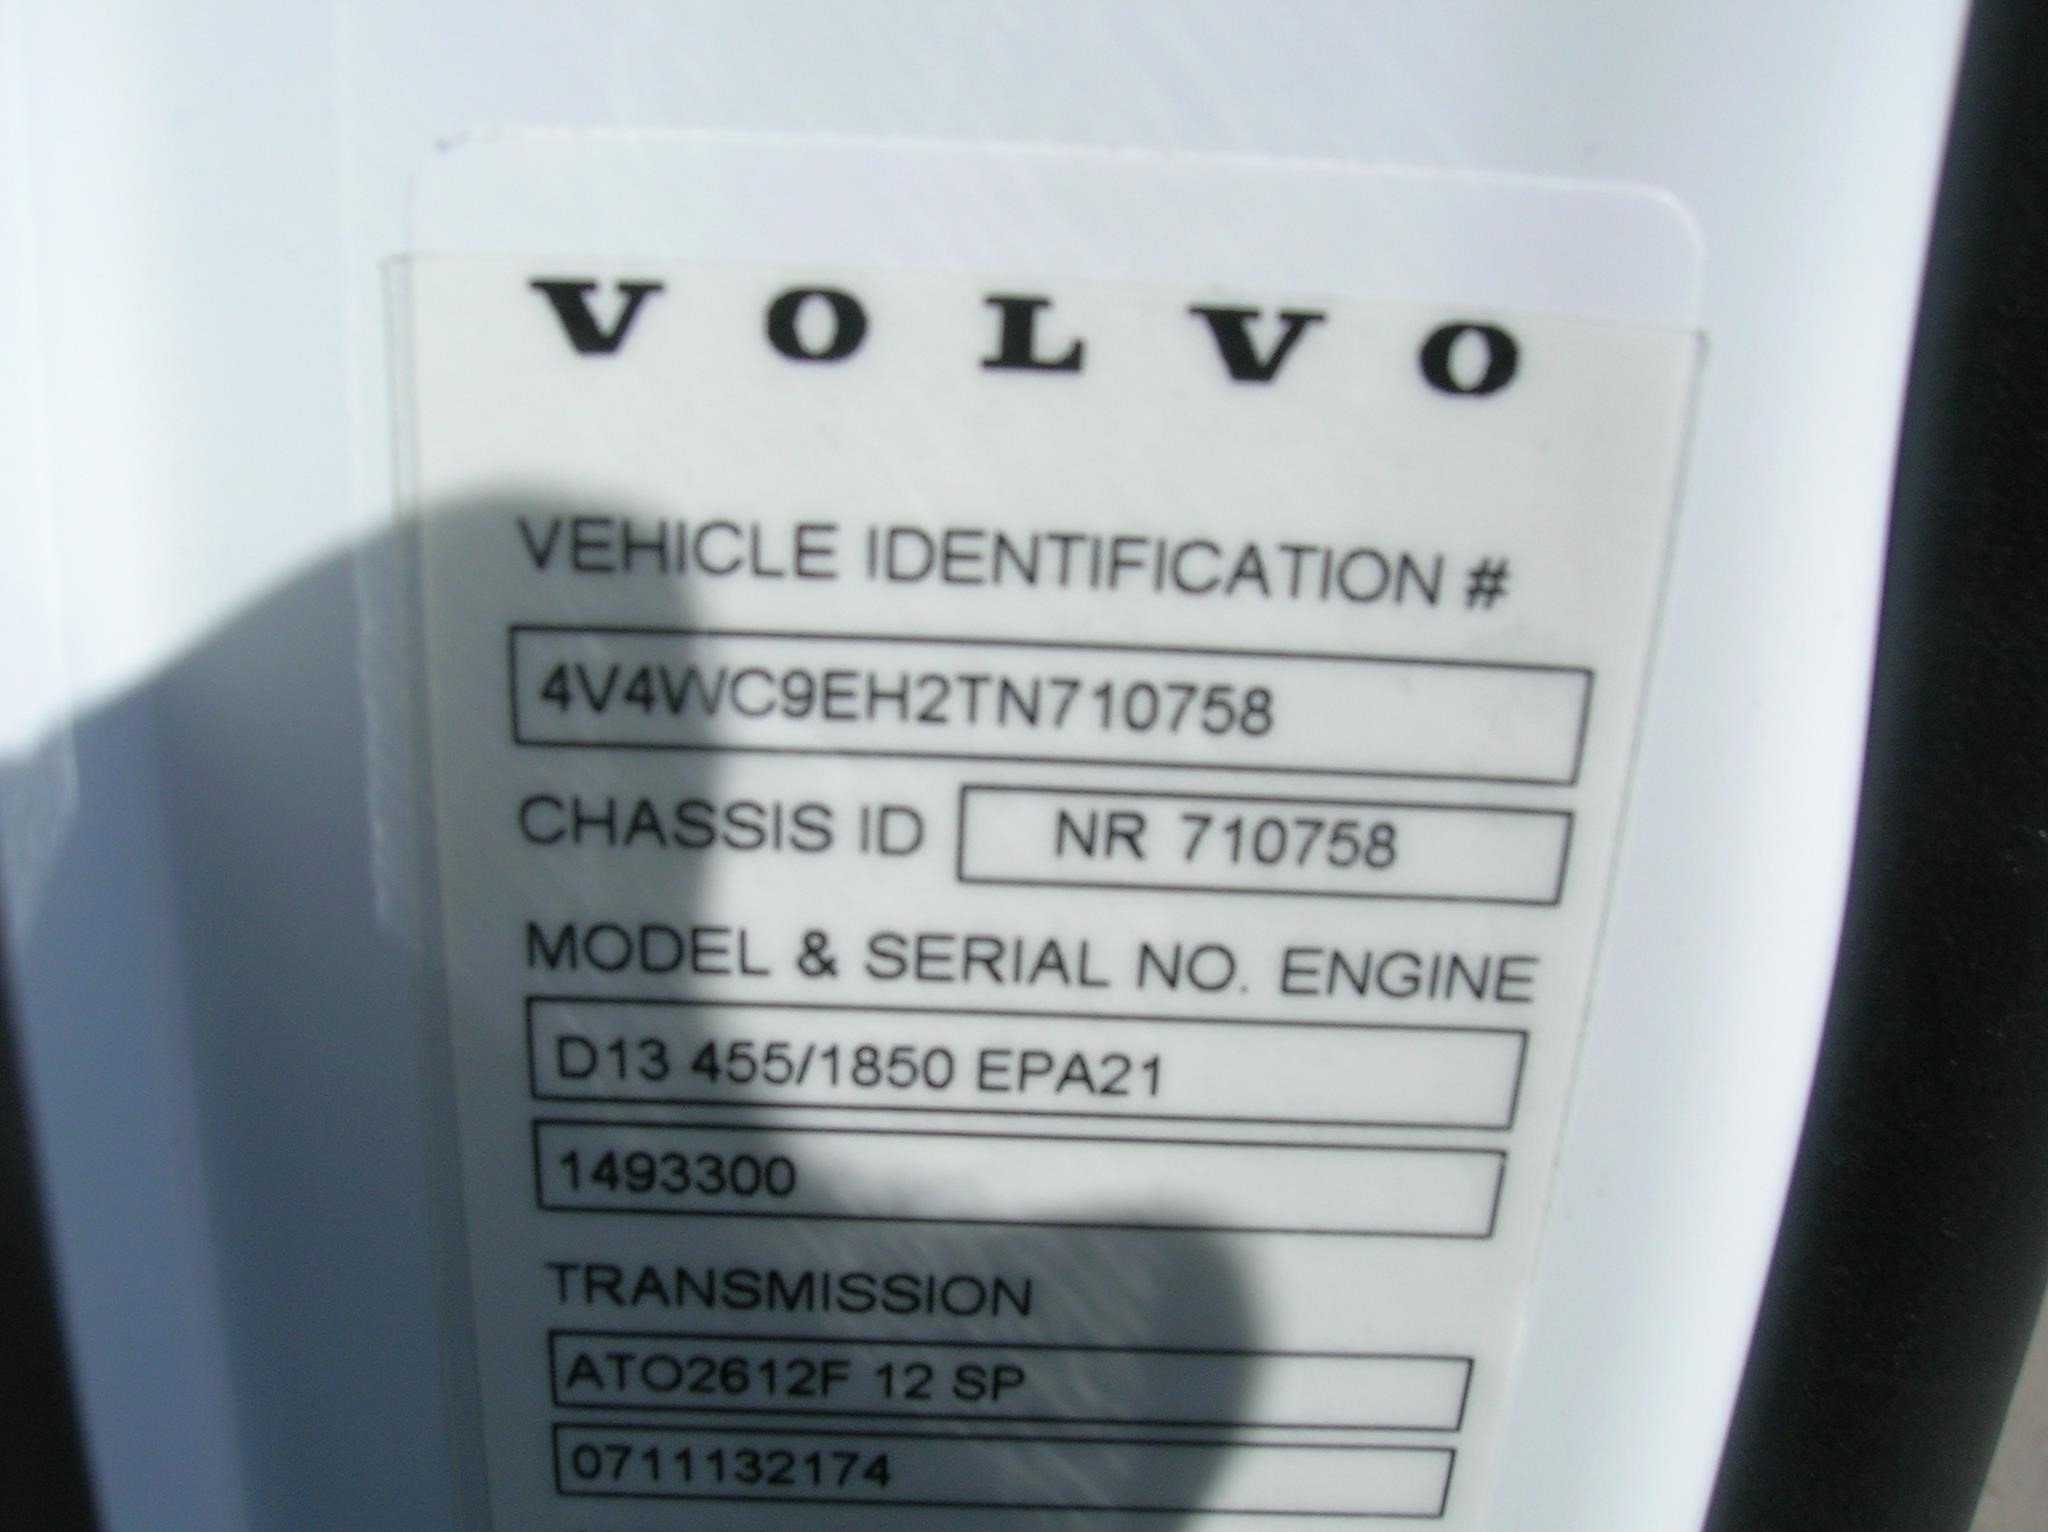 VOLVO
VEHICLE IDENTIFICATION #
4V4WC9EH2TN710758
CHASSIS ID NR 710758
MODEL & SERIAL NO. ENGINE
D13 455/1850 EPA21
1493300
TRANSMISSION
ATO2612F 12 SP
0711132174